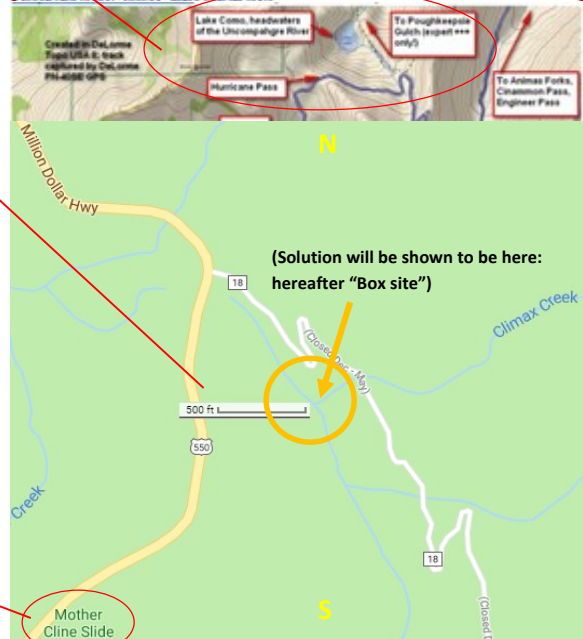 Lake Como, headwaters
of the Uncompahgre River
To Poughkeepsie
Gulch (expert +++
only!)
Created in DeLorme
Topo USA 8; track
captured by DeLorme
PN-40SE GPS
Hurricane Pass
To Animas Forks,
Cinammon Pass,
Engineer Pass
N
Million Dollar Hwy
(Solution will be shown to be here:
hereafter “Box site”)
18
Climax Creek
(Closed Dec - May)
500 ft
550
Creek
18
Mother
Cline Slide
S
(Closed D